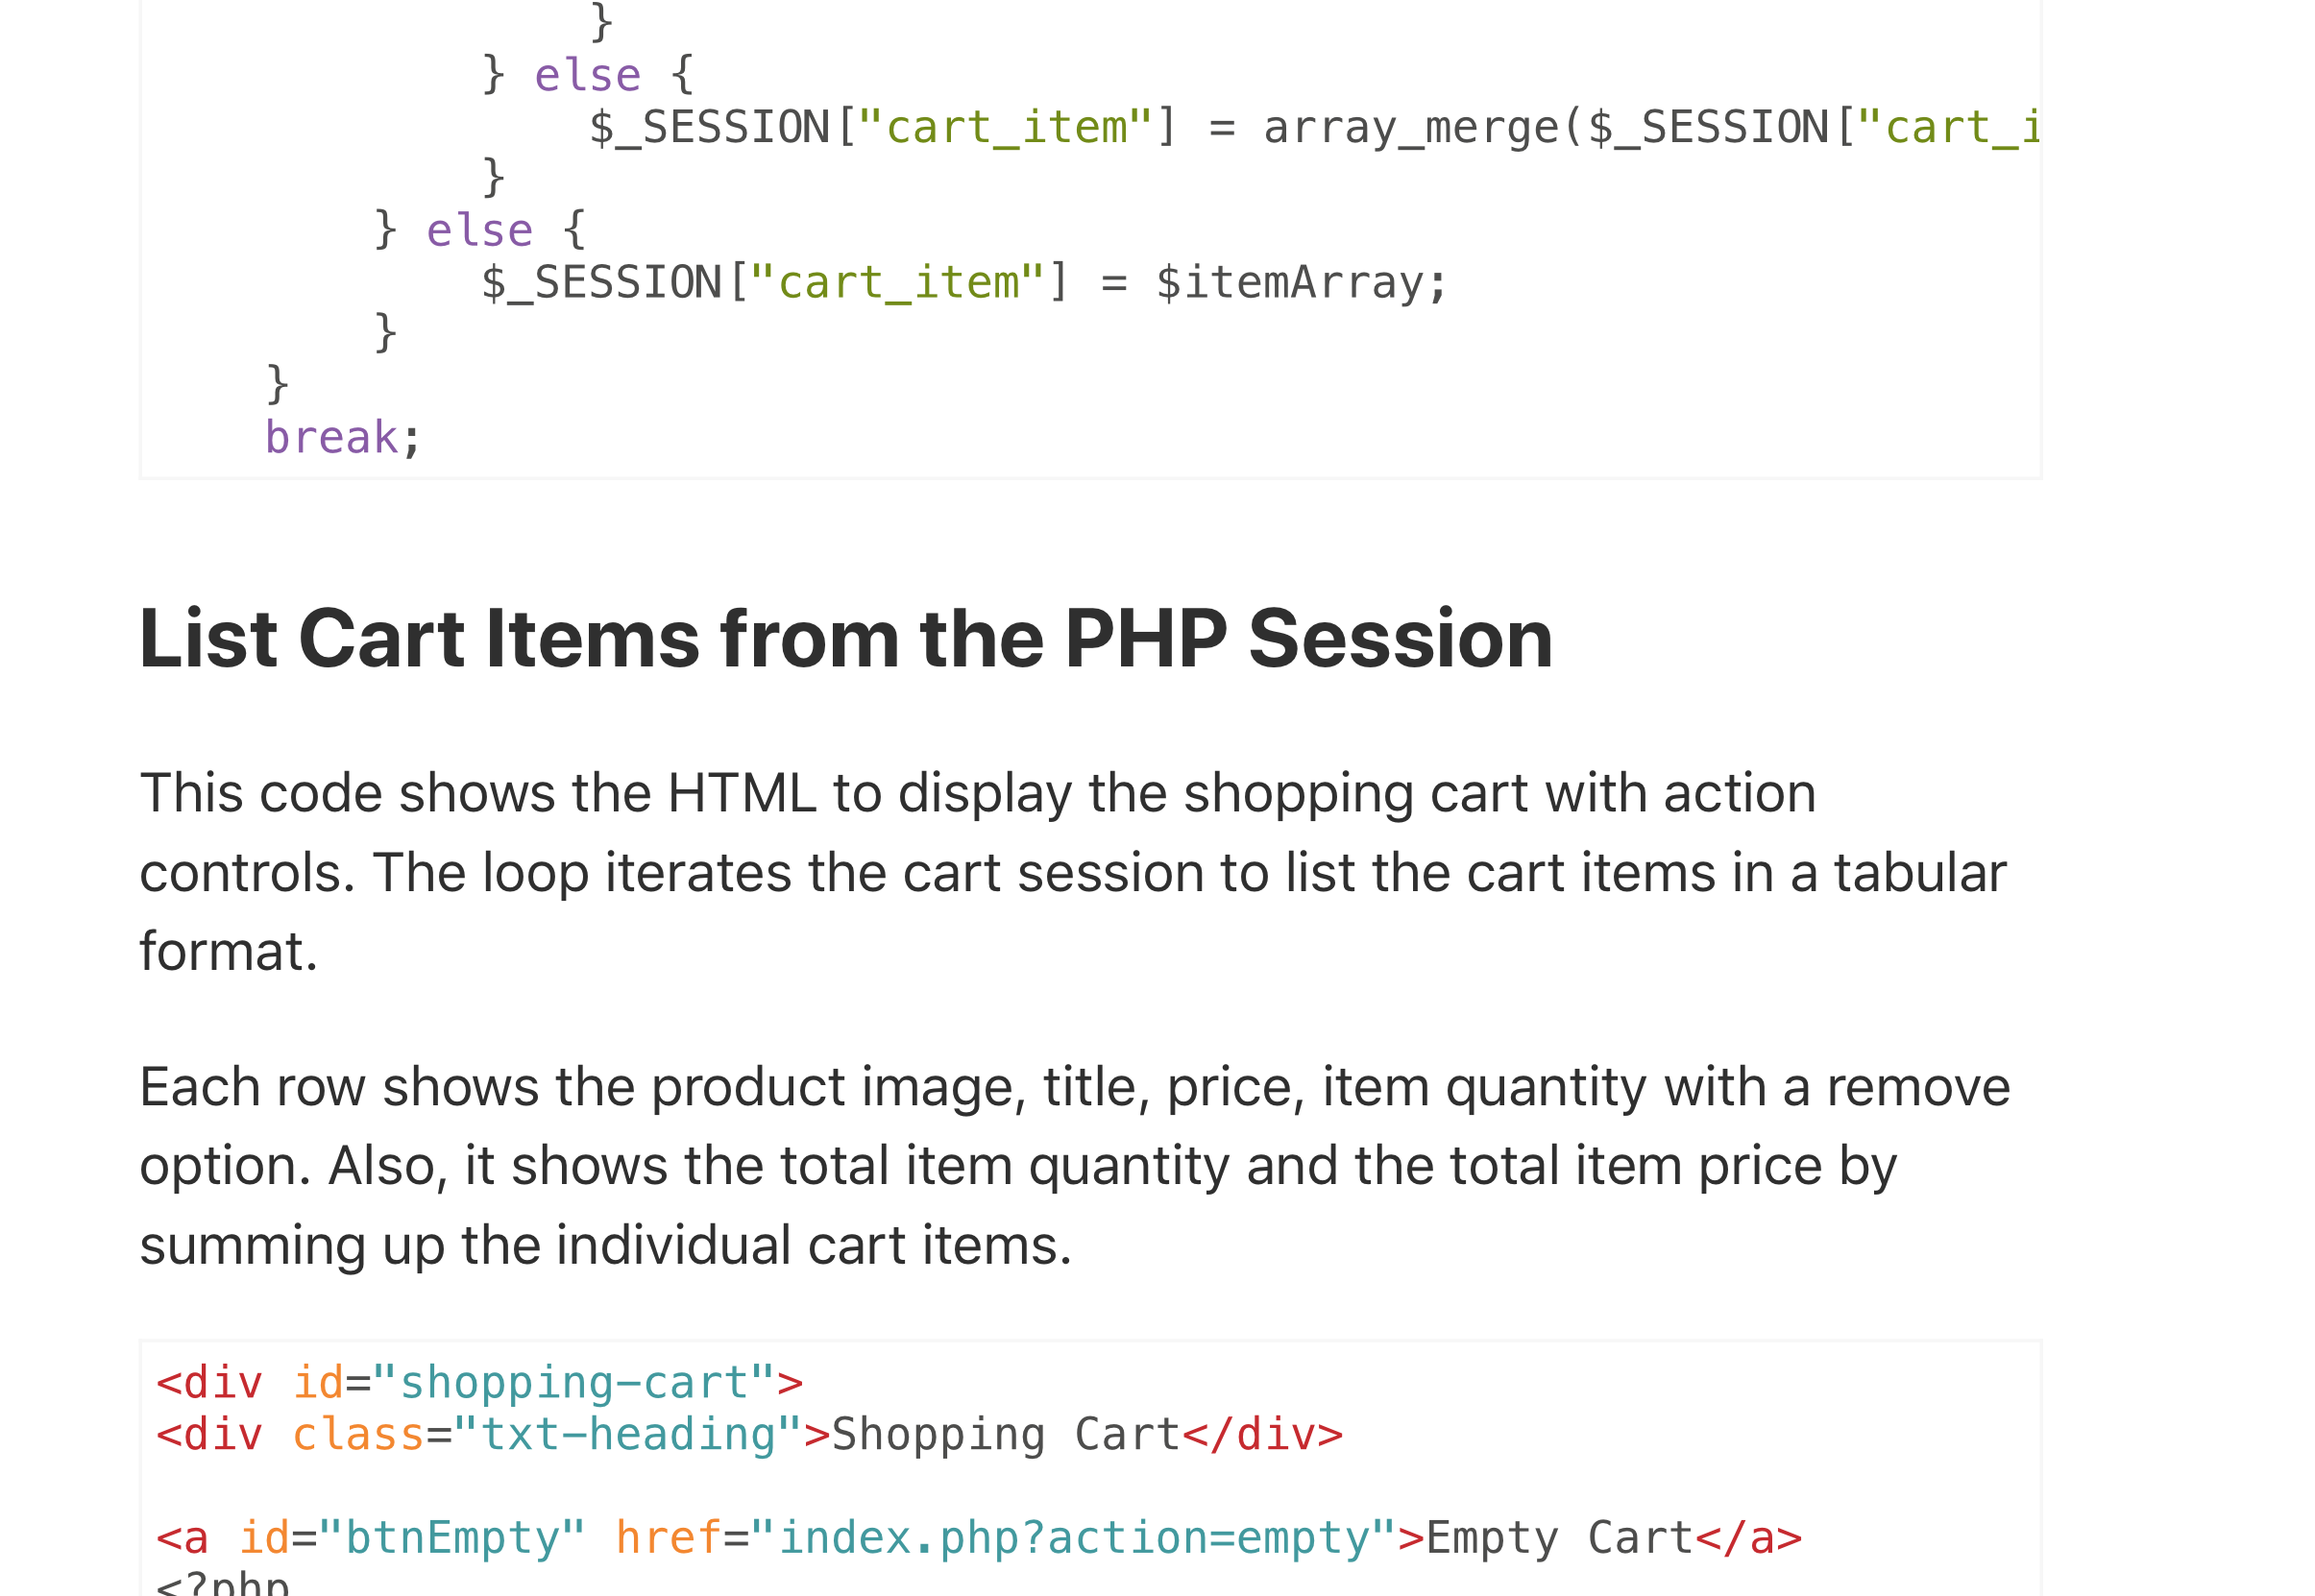 }
} else {
$_SESSION["cart_item"] = array_merge($_SESSION["cart_i
}
} else {
$_SESSION["cart_item"] = $itemArray;
}
}
break;
List Cart Items from the PHP Session
This code shows the HTML to display the shopping cart with action
controls. The loop iterates the cart session to list the cart items in a tabular
format.
Each row shows the product image, title, price, item quantity with a remove
option. Also, it shows the total item quantity and the total item price by
summing up the individual cart items.
<div id="shopping-cart">
<div class="txt-heading">Shopping Cart</div>
<a id="btnEmpty" href="index.php?action=empty">Empty Cart</a>
<?php